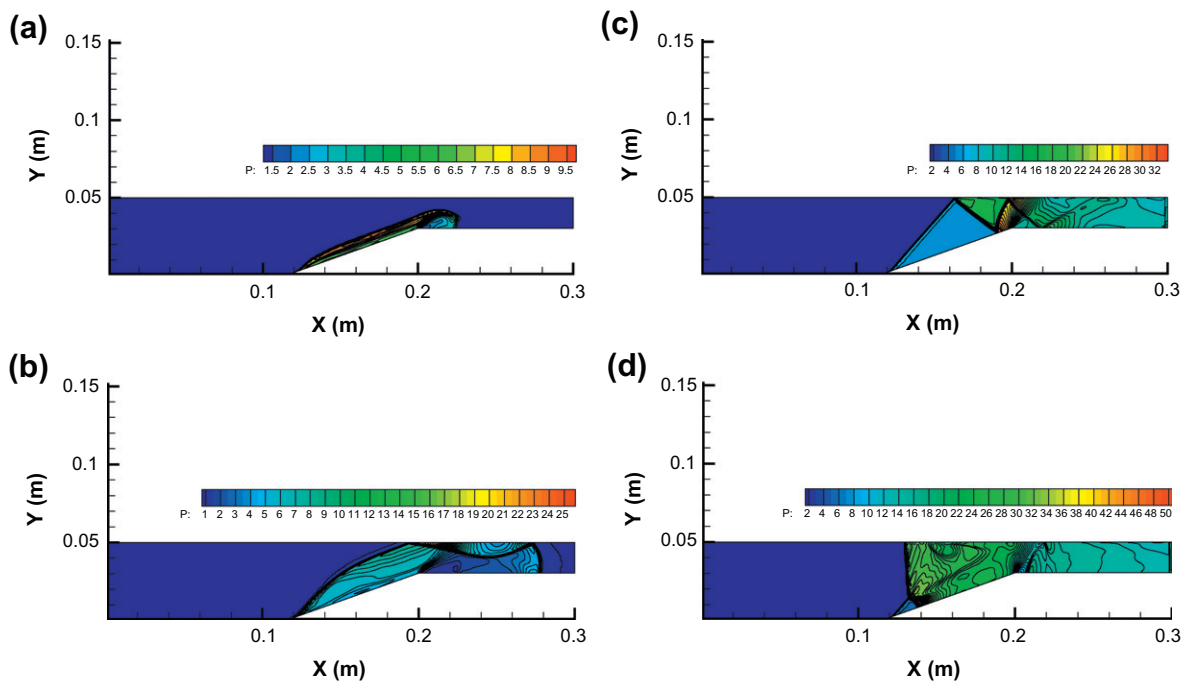 (a)
0.15
0.1
0.05
Y (m)
P: 1.5 2 2.5 3 3.5 4 4.5 5 5.5 6 6.5 7 7.5 8 8.5 9 9.5
0.1 0.2 0.3
X (m)
(c)
0.15
0.1
0.05
Y (m)
P: 2 4 6 8 10 12 14 16 18 20 22 24 26 28 30 32
0.1 0.2 0.3
X (m)
(b)
0.15
0.1
0.05
Y (m)
P: 1 2 3 4 5 6 7 8 9 10 11 12 13 14 15 16 17 18 19 20 21 22 23 24 25
0.1 0.2 0.3
X (m)
(d)
0.15
0.1
0.05
Y (m)
P: 2 4 6 8 10 12 14 16 18 20 22 24 26 28 30 32 34 36 38 40 42 44 46 48 50
0.1 0.2 0.3
X (m)